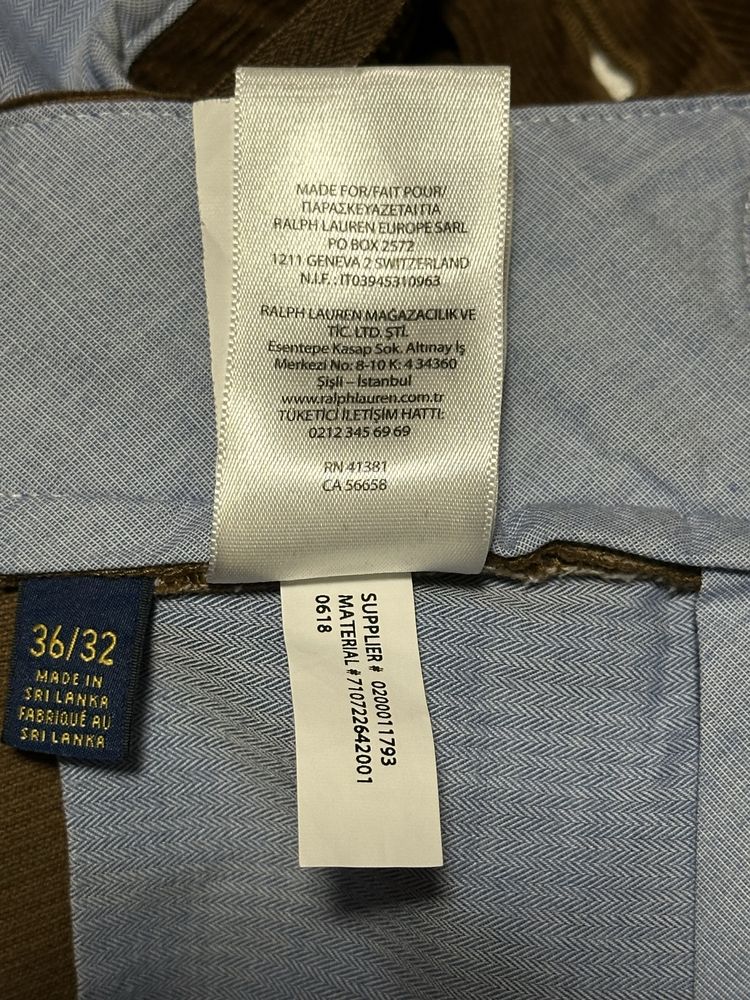 MADE FOR/FAIT POUR/
ΠΑΡΑΣΚΕΥΑΖΕΤΑΙ ΓΙΑ
RALPH LAUREN EUROPE SARL
PO BOX 2572
1211 GENEVA 2 SWITZERLAND
N.I.F. : IT03945310963
RALPH LAUREN MAĞAZACILIK VE
TİC. LTD. ŞTİ.
Esentepe Kasap Sok. Altınay İş
Merkezi No: 8-10 K: 4 34360
Şişli – İstanbul
www.ralphlauren.com.tr
TÜKETİCİ İLETİŞİM HATTI:
0212 345 69 69
RN 41381
CA 56658
36/32
MADE IN
SRI LANKA
FABRIQUÉ AU
SRI LANKA
SUPPLIER # 0200011793
MATERIAL #710722642001
0618